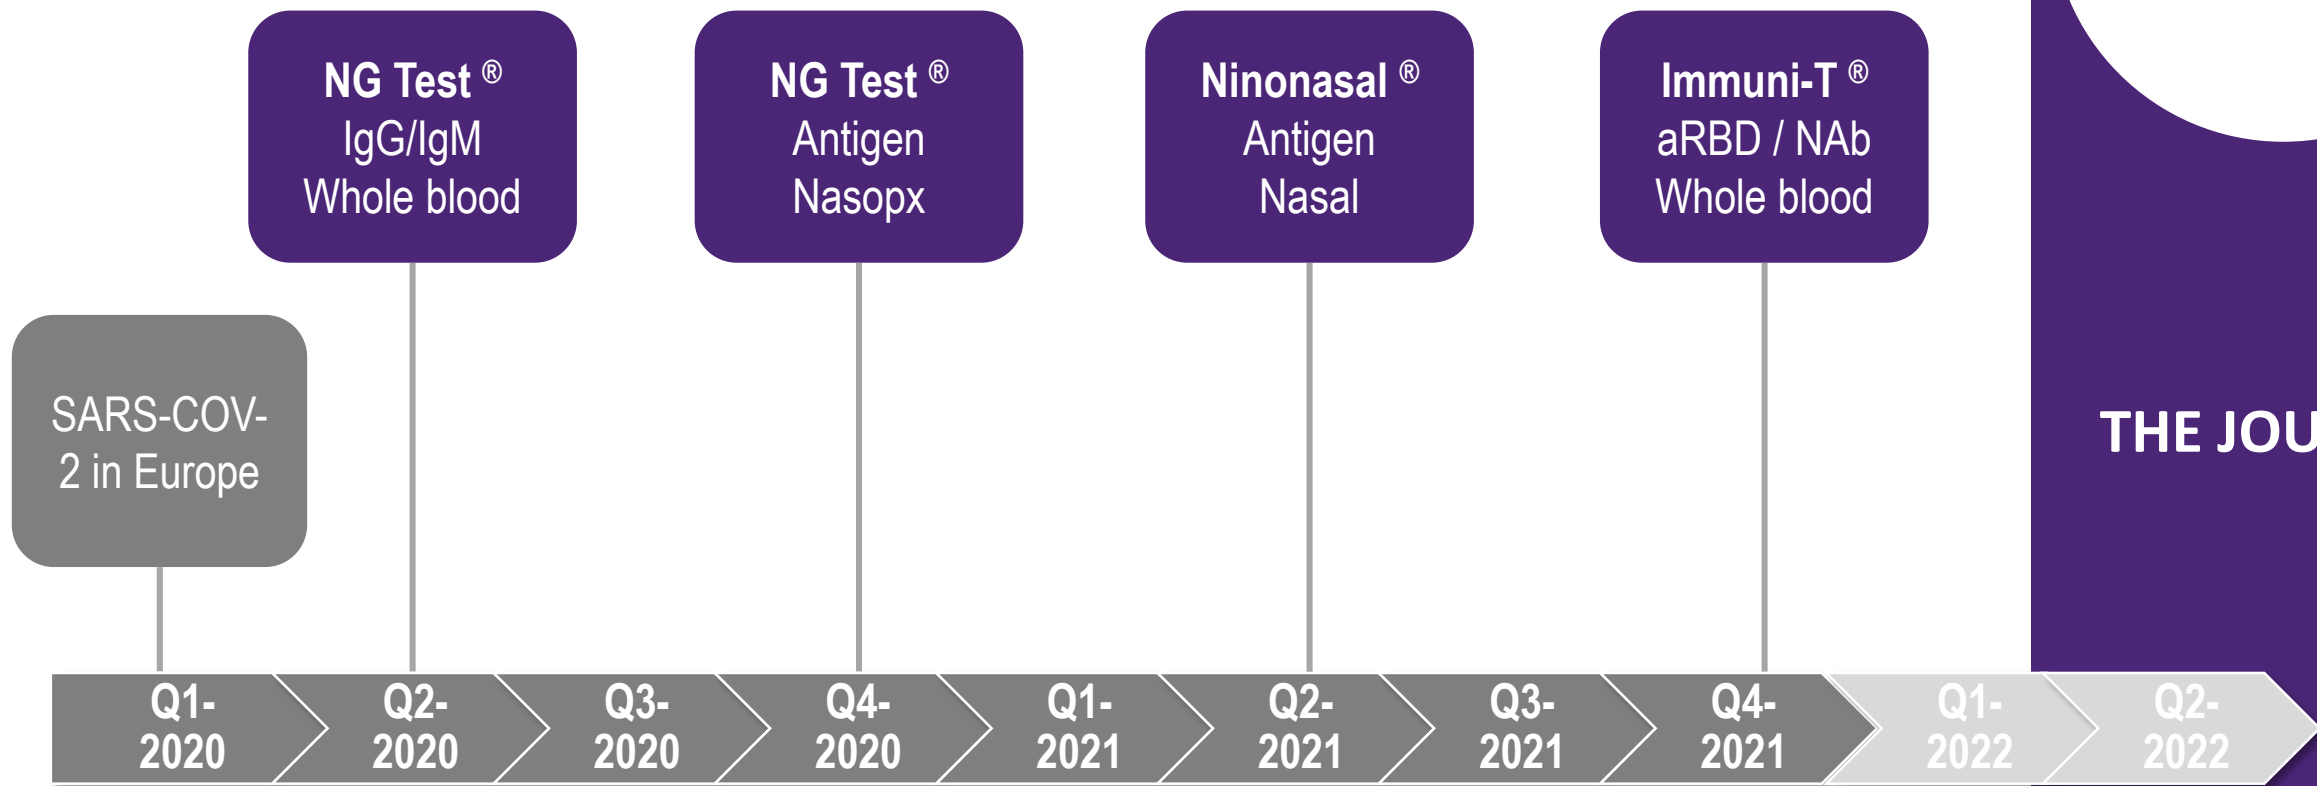 NG Test ®
IgG/IgM
Whole blood
NG Test ®
Antigen
Nasopx
Ninonasal ®
Antigen
Nasal
Immuni-T ®
aRBD / NAb
Whole blood
SARS-COV-
2 in Europe
THE JOU
Q1-
2020
Q2-
2020
Q3-
2020
Q4-
2020
Q1-
2021
Q2-
2021
Q3-
2021
Q4-
2021
Q1-
2022
Q2-
2022